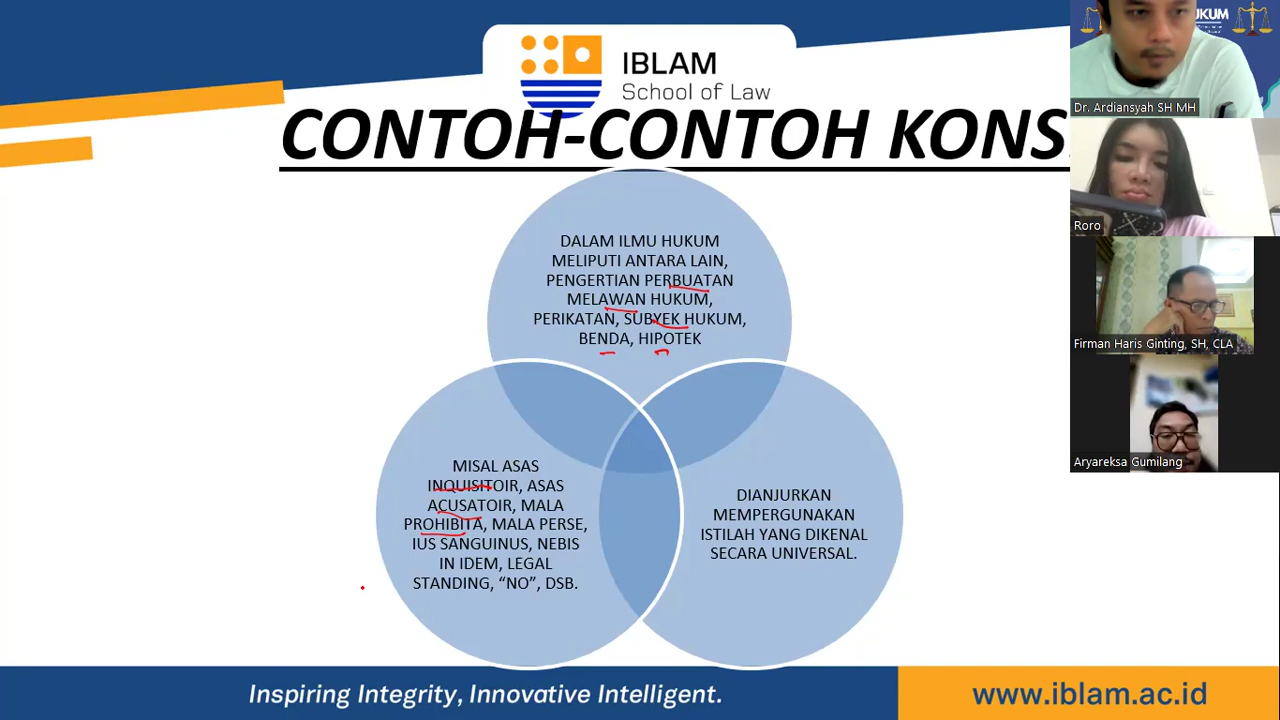 IBLAM
School of Law
CONTOH-CONTOH KONS
DALAM ILMU HUKUM
MELIPUTI ANTARA LAIN,
PENGERTIAN PERBUATAN
MELAWAN HUKUM,
PERIKATAN, SUBYEK HUKUM,
BENDA, HIPOTEK
MISAL ASAS
INQUISITOIR, ASAS
ACUSATOIR, MALA
PROHIBITA, MALA PERSE,
IUS SANGUINUS, NEBIS
IN IDEM, LEGAL
STANDING, “NO”, DSB.
DIANJURKAN
MEMPERGUNAKAN
ISTILAH YANG DIKENAL
SECARA UNIVERSAL.
Inspiring Integrity, Innovative Intelligent.
www.iblam.ac.id
HUKUM
Dr. Ardiansyah SH MH
Roro
Firman Haris Ginting, SH, CLA
Aryareksa Gumilang